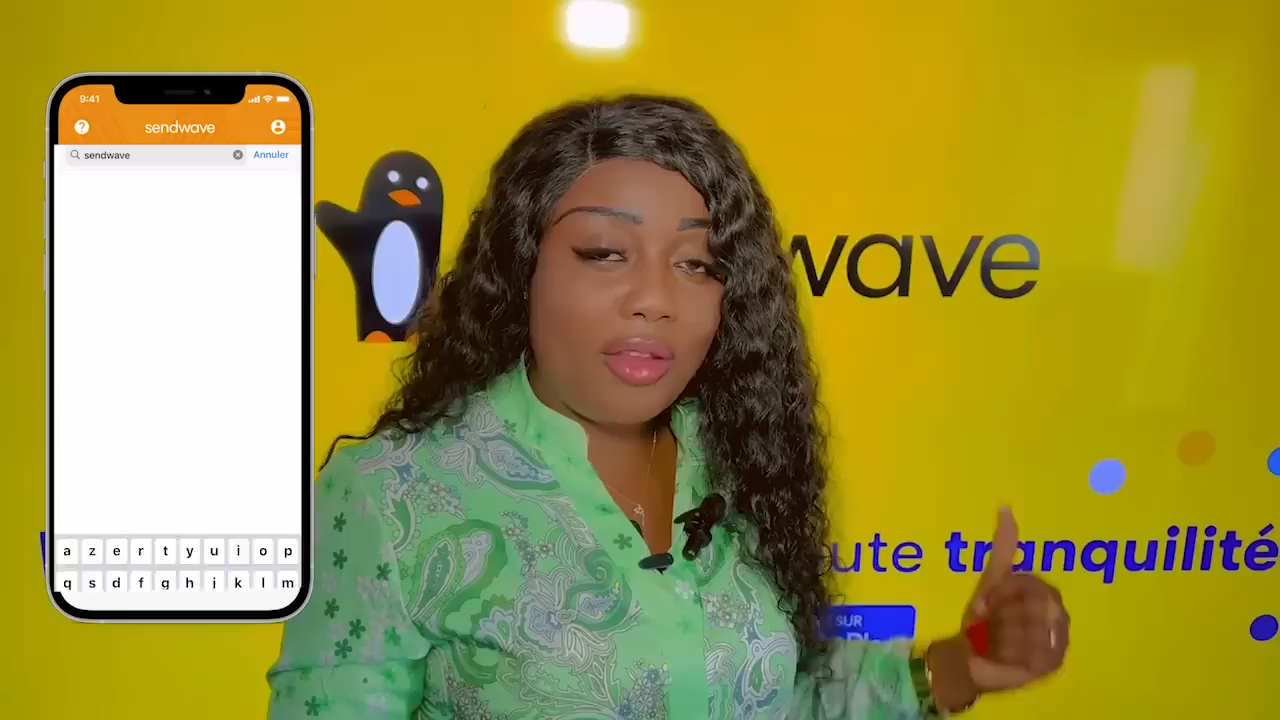 9:41
sendwave
sendwave
Annuler
a z e r t y u i o p
q s d f g h j k l m
wave
ute tranquilité
SUR